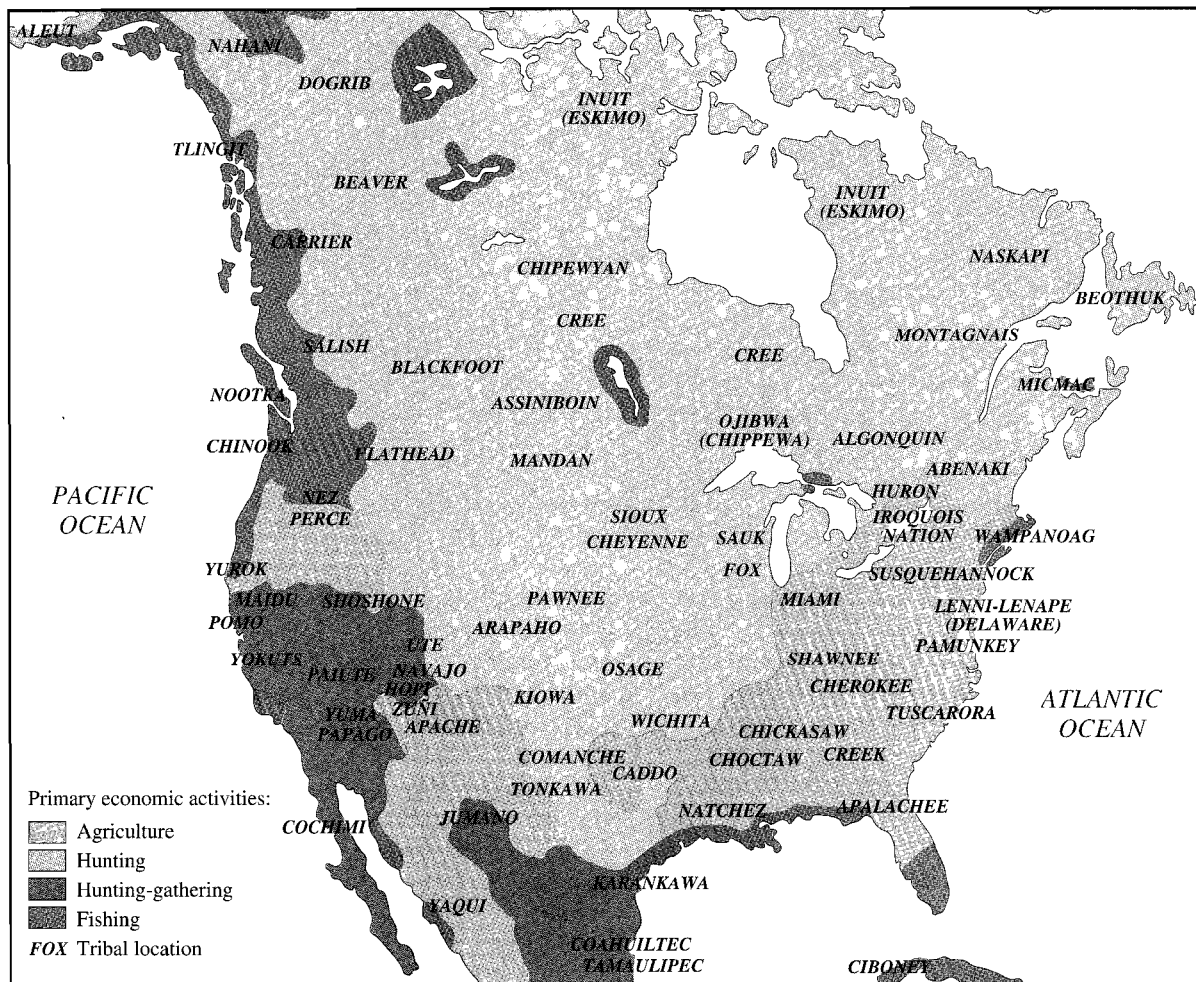 ALEUT
NAHANI
DOGRIB
INUIT
(ESKIMO)
TLINGIT
BEAVER
INUIT
(ESKIMO)
CARRIER
CHIPEWYAN
NASKAPI
BEOTHUK
CREE
MONTAGNAIS
SALISH
BLACKFOOT
CREE
MICMAC
NOOTKA
ASSINIBOIN
OJIBWA
(CHIPPEWA)
ALGONQUIN
CHINOOK
FLATHEAD
MANDAN
ABENAKI
PACIFIC
OCEAN
NEZ
PERCE
HURON
SIOUX
IROQUOIS
NATION
CHEYENNE
SAUK
WAMPANOAG
YUROK
FOX
SUSQUEHANNOCK
MAIDU
SHOSHONE
PAWNEE
MIAMI
LENNI-LENAPE
(DELAWARE)
POMO
ARAPAHO
PAMUNKEY
UTE
YOKUTS
PAIUTE
NAVAJO
OSAGE
SHAWNEE
HOPI
KIOWA
CHEROKEE
ZUÑI
YUMA
APACHE
WICHITA
TUSCARORA
ATLANTIC
OCEAN
PAPAGO
CHICKASAW
COMANCHE
CHOCTAW
CREEK
CADDO
TONKAWA
Primary economic activities:
Agriculture
Hunting
Hunting-gathering
Fishing
FOX Tribal location
COCHIMI
JUMANO
NATCHEZ
APALACHEE
KARANKAWA
YAQUI
COAHUILTEC
TAMAULIPEC
CIBONEY